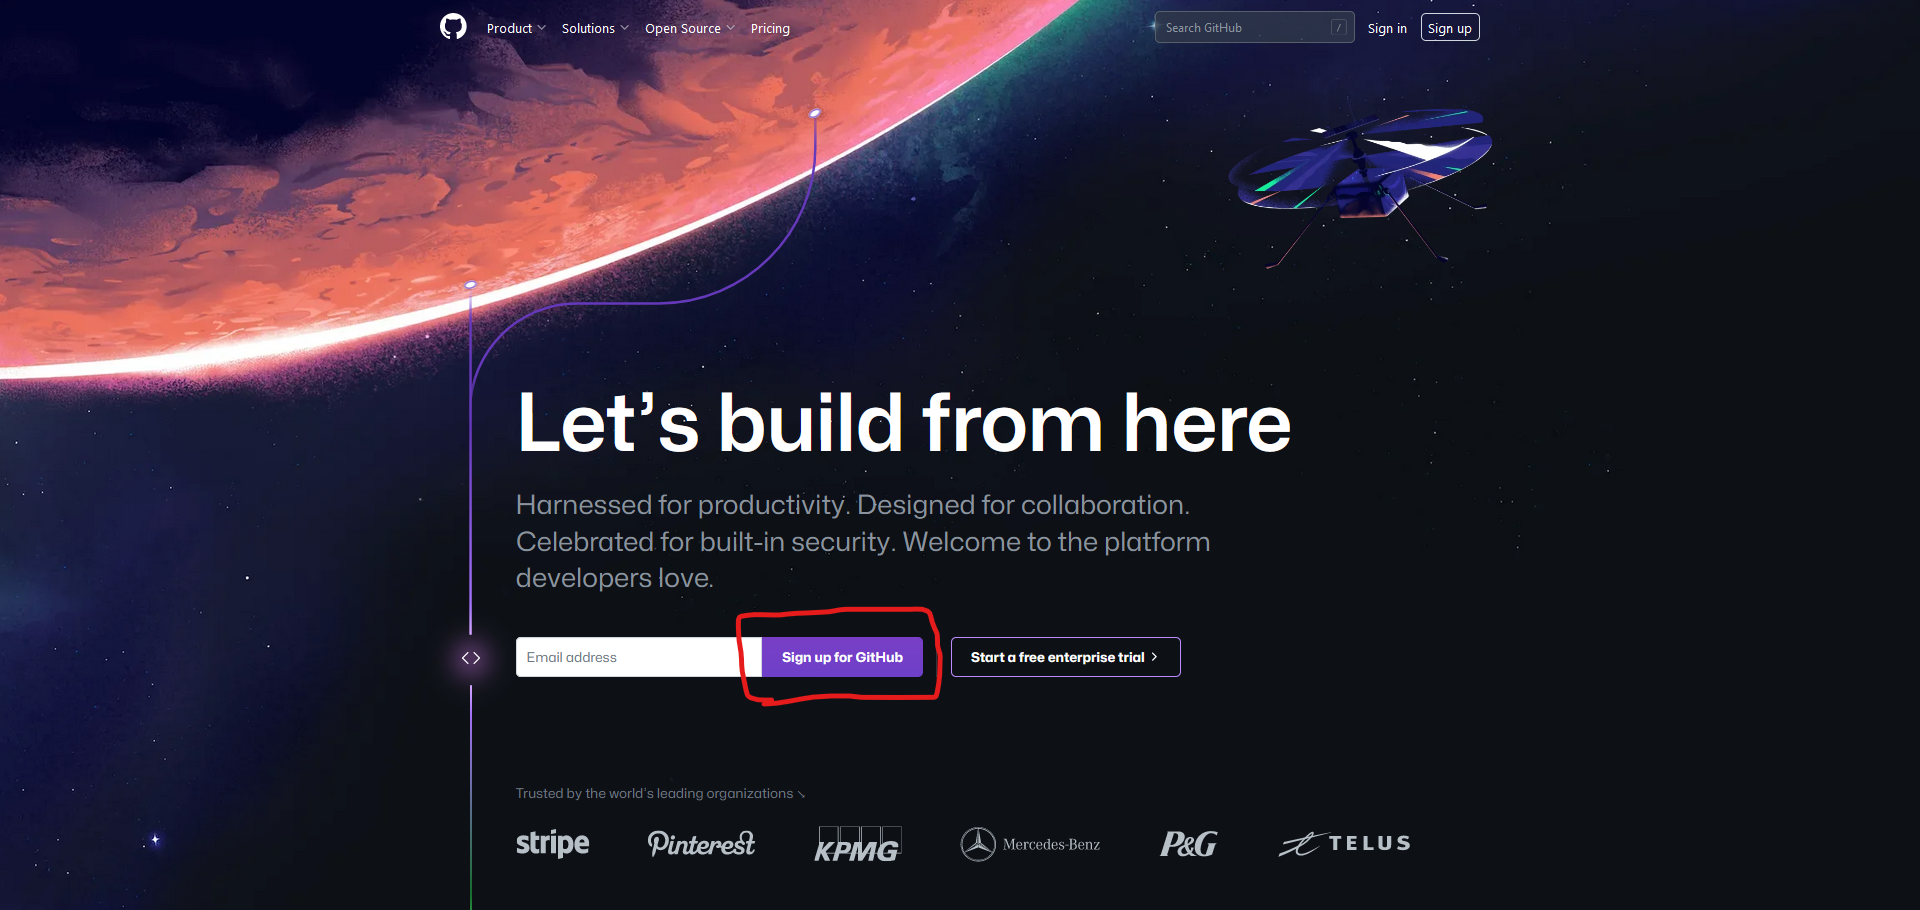 Product Solutions Open Source Pricing Search GitHub / Sign in Sign up
Let’s build from here
Harnessed for productivity. Designed for collaboration.
Celebrated for built-in security. Welcome to the platform
developers love.
Email address Sign up for GitHub Start a free enterprise trial
Trusted by the world’s leading organizations
stripe Pinterest KPMG Mercedes-Benz P&G TELUS